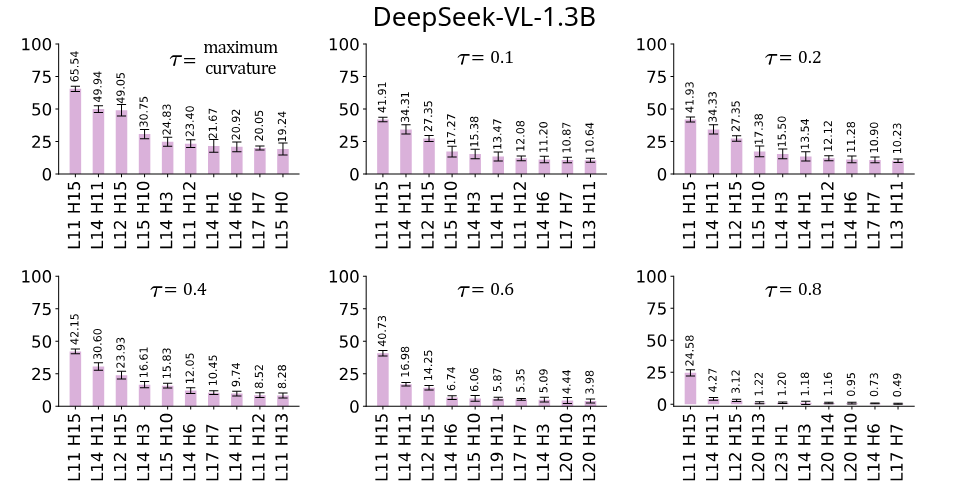 DeepSeek-VL-1.3B
τ = maximum curvature
100
75
50
25
0
65.54 49.94 49.05 30.75 24.83 23.40 21.67 20.92 20.05 19.24
L11 H15 L14 H11 L12 H15 L15 H10 L14 H3 L11 H12 L14 H1 L14 H6 L17 H7 L15 H0
τ = 0.1
100
75
50
25
0
41.91 34.31 27.35 17.27 15.38 13.47 12.08 11.20 10.87 10.64
L11 H15 L14 H11 L12 H15 L15 H10 L14 H3 L14 H1 L11 H12 L14 H6 L17 H7 L13 H11
τ = 0.2
100
75
50
25
0
41.93 34.33 27.35 17.38 15.50 13.54 12.12 11.28 10.90 10.23
L11 H15 L14 H11 L12 H15 L15 H10 L14 H3 L14 H1 L11 H12 L14 H6 L17 H7 L13 H11
τ = 0.4
100
75
50
25
0
42.15 30.60 23.93 16.61 15.83 12.05 10.45 9.74 8.52 8.28
L11 H15 L14 H11 L12 H15 L14 H3 L15 H10 L14 H6 L17 H7 L14 H1 L11 H12 L11 H13
τ = 0.6
100
75
50
25
0
40.73 16.98 14.25 6.74 6.06 5.87 5.35 5.09 4.44 3.98
L11 H15 L14 H11 L12 H15 L14 H6 L15 H10 L19 H11 L17 H7 L14 H3 L20 H10 L20 H13
τ = 0.8
100
75
50
25
0
24.58 4.27 3.12 1.22 1.20 1.18 1.16 0.95 0.73 0.49
L11 H15 L14 H11 L12 H15 L20 H13 L23 H1 L14 H3 L20 H14 L20 H10 L14 H6 L17 H7